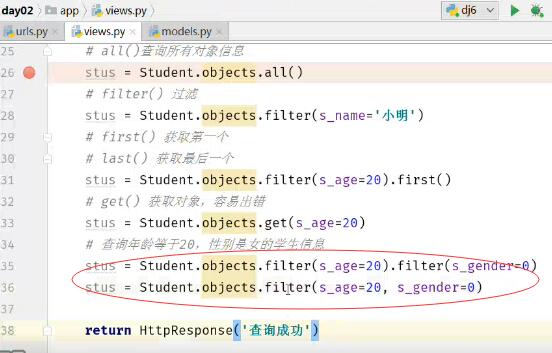 day02 app views.py dj6
urls.py views.py models.py
25 # all()查询所有对象信息
26 stus = Student.objects.all()
27 # filter() 过滤
28 stus = Student.objects.filter(s_name='小明')
29 # first() 获取第一个
30 # last() 获取最后一个
31 stus = Student.objects.filter(s_age=20).first()
32 # get() 获取对象，容易出错
33 stus = Student.objects.get(s_age=20)
34 # 查询年龄等于20，性别是女的学生信息
35 stus = Student.objects.filter(s_age=20).filter(s_gender=0)
36 stus = Student.objects.filter(s_age=20, s_gender=0)
37
38 return HttpResponse('查询成功')